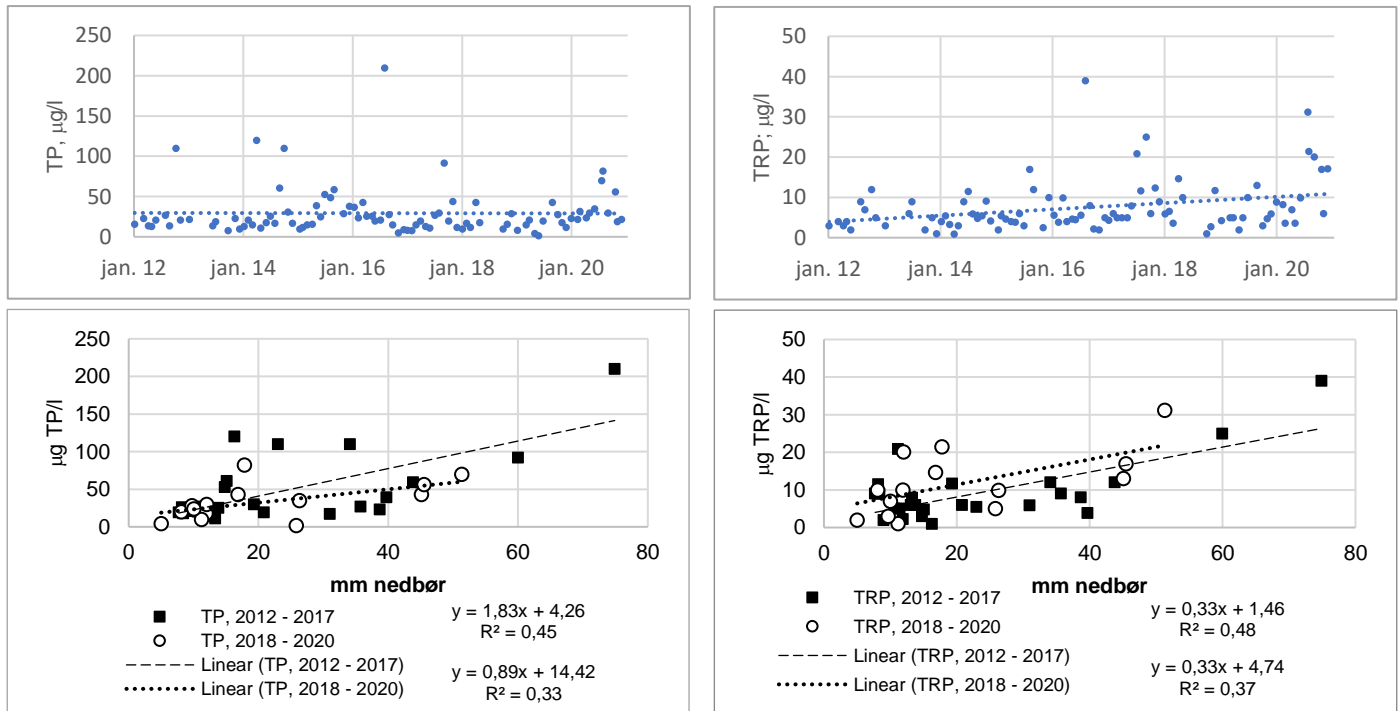 250
200
150
100
50
0
TP, µg/l
jan. 12 jan. 14 jan. 16 jan. 18 jan. 20
50
40
30
20
10
0
TRP; µg/l
jan. 12 jan. 14 jan. 16 jan. 18 jan. 20
250
200
150
100
50
0
µg TP/l
0 20 40 60 80
mm nedbør
TP, 2012 - 2017
TP, 2018 - 2020
Linear (TP, 2012 - 2017)
Linear (TP, 2018 - 2020)
y = 1,83x + 4,26
R² = 0,45
y = 0,89x + 14,42
R² = 0,33
50
40
30
20
10
0
µg TRP/l
0 20 40 60 80
mm nedbør
TRP, 2012 - 2017
TRP, 2018 - 2020
Linear (TRP, 2012 - 2017)
Linear (TRP, 2018 - 2020)
y = 0,33x + 1,46
R² = 0,48
y = 0,33x + 4,74
R² = 0,37